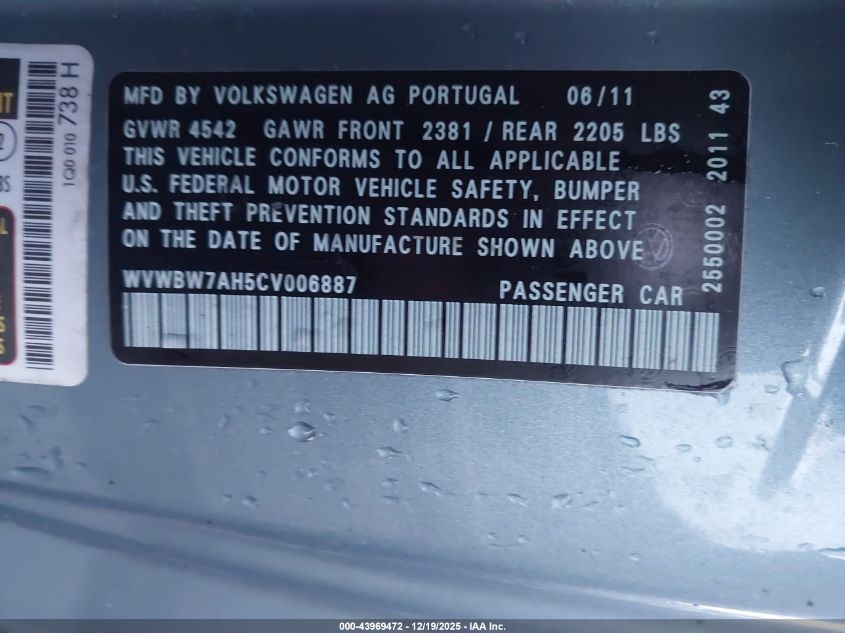 MFD BY VOLKSWAGEN AG PORTUGAL 06/11
GVWR 4542 GAWR FRONT 2381 / REAR 2205 LBS
THIS VEHICLE CONFORMS TO ALL APPLICABLE
U.S. FEDERAL MOTOR VEHICLE SAFETY, BUMPER
AND THEFT PREVENTION STANDARDS IN EFFECT
ON THE DATE OF MANUFACTURE SHOWN ABOVE
WVWBW7AH5CV006887 PASSENGER CAR
2550002 2011 43
1Q0 010 738 H
000-43969472 - 12/19/2025 - IAA Inc.